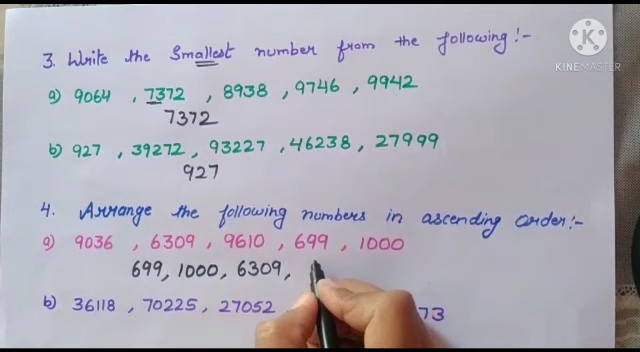 KINEMASTER
3. Write the Smallest number from the following:-
a) 9064 , 7372 , 8938 , 9746 , 9942
7372
b) 927 , 39272 , 93227 , 46238 , 27999
927
4. Arrange the following numbers in ascending order:-
a) 9036 , 6309 , 9610 , 699 , 1000
699, 1000, 6309,
b) 36118 , 70225 , 27052 73